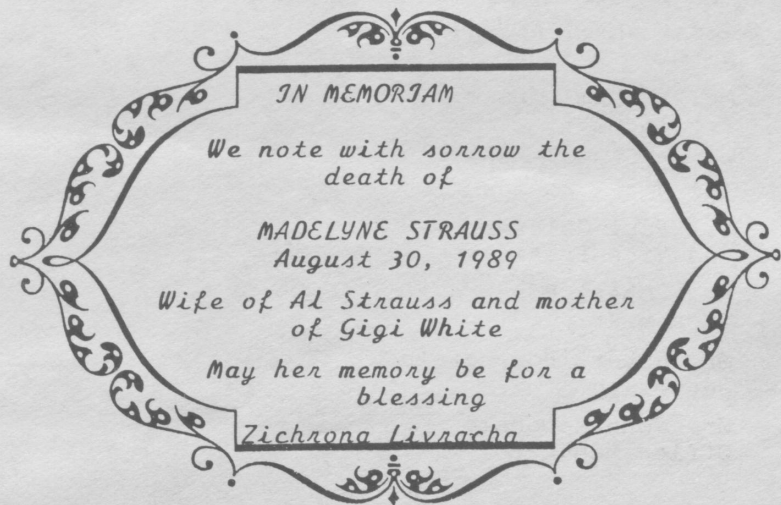 IN MEMORIAM
We note with sorrow the
death of
MADELYNE STRAUSS
August 30, 1989
Wife of Al Strauss and mother
of Gigi White
May her memory be for a
blessing
Zichrona Livracha